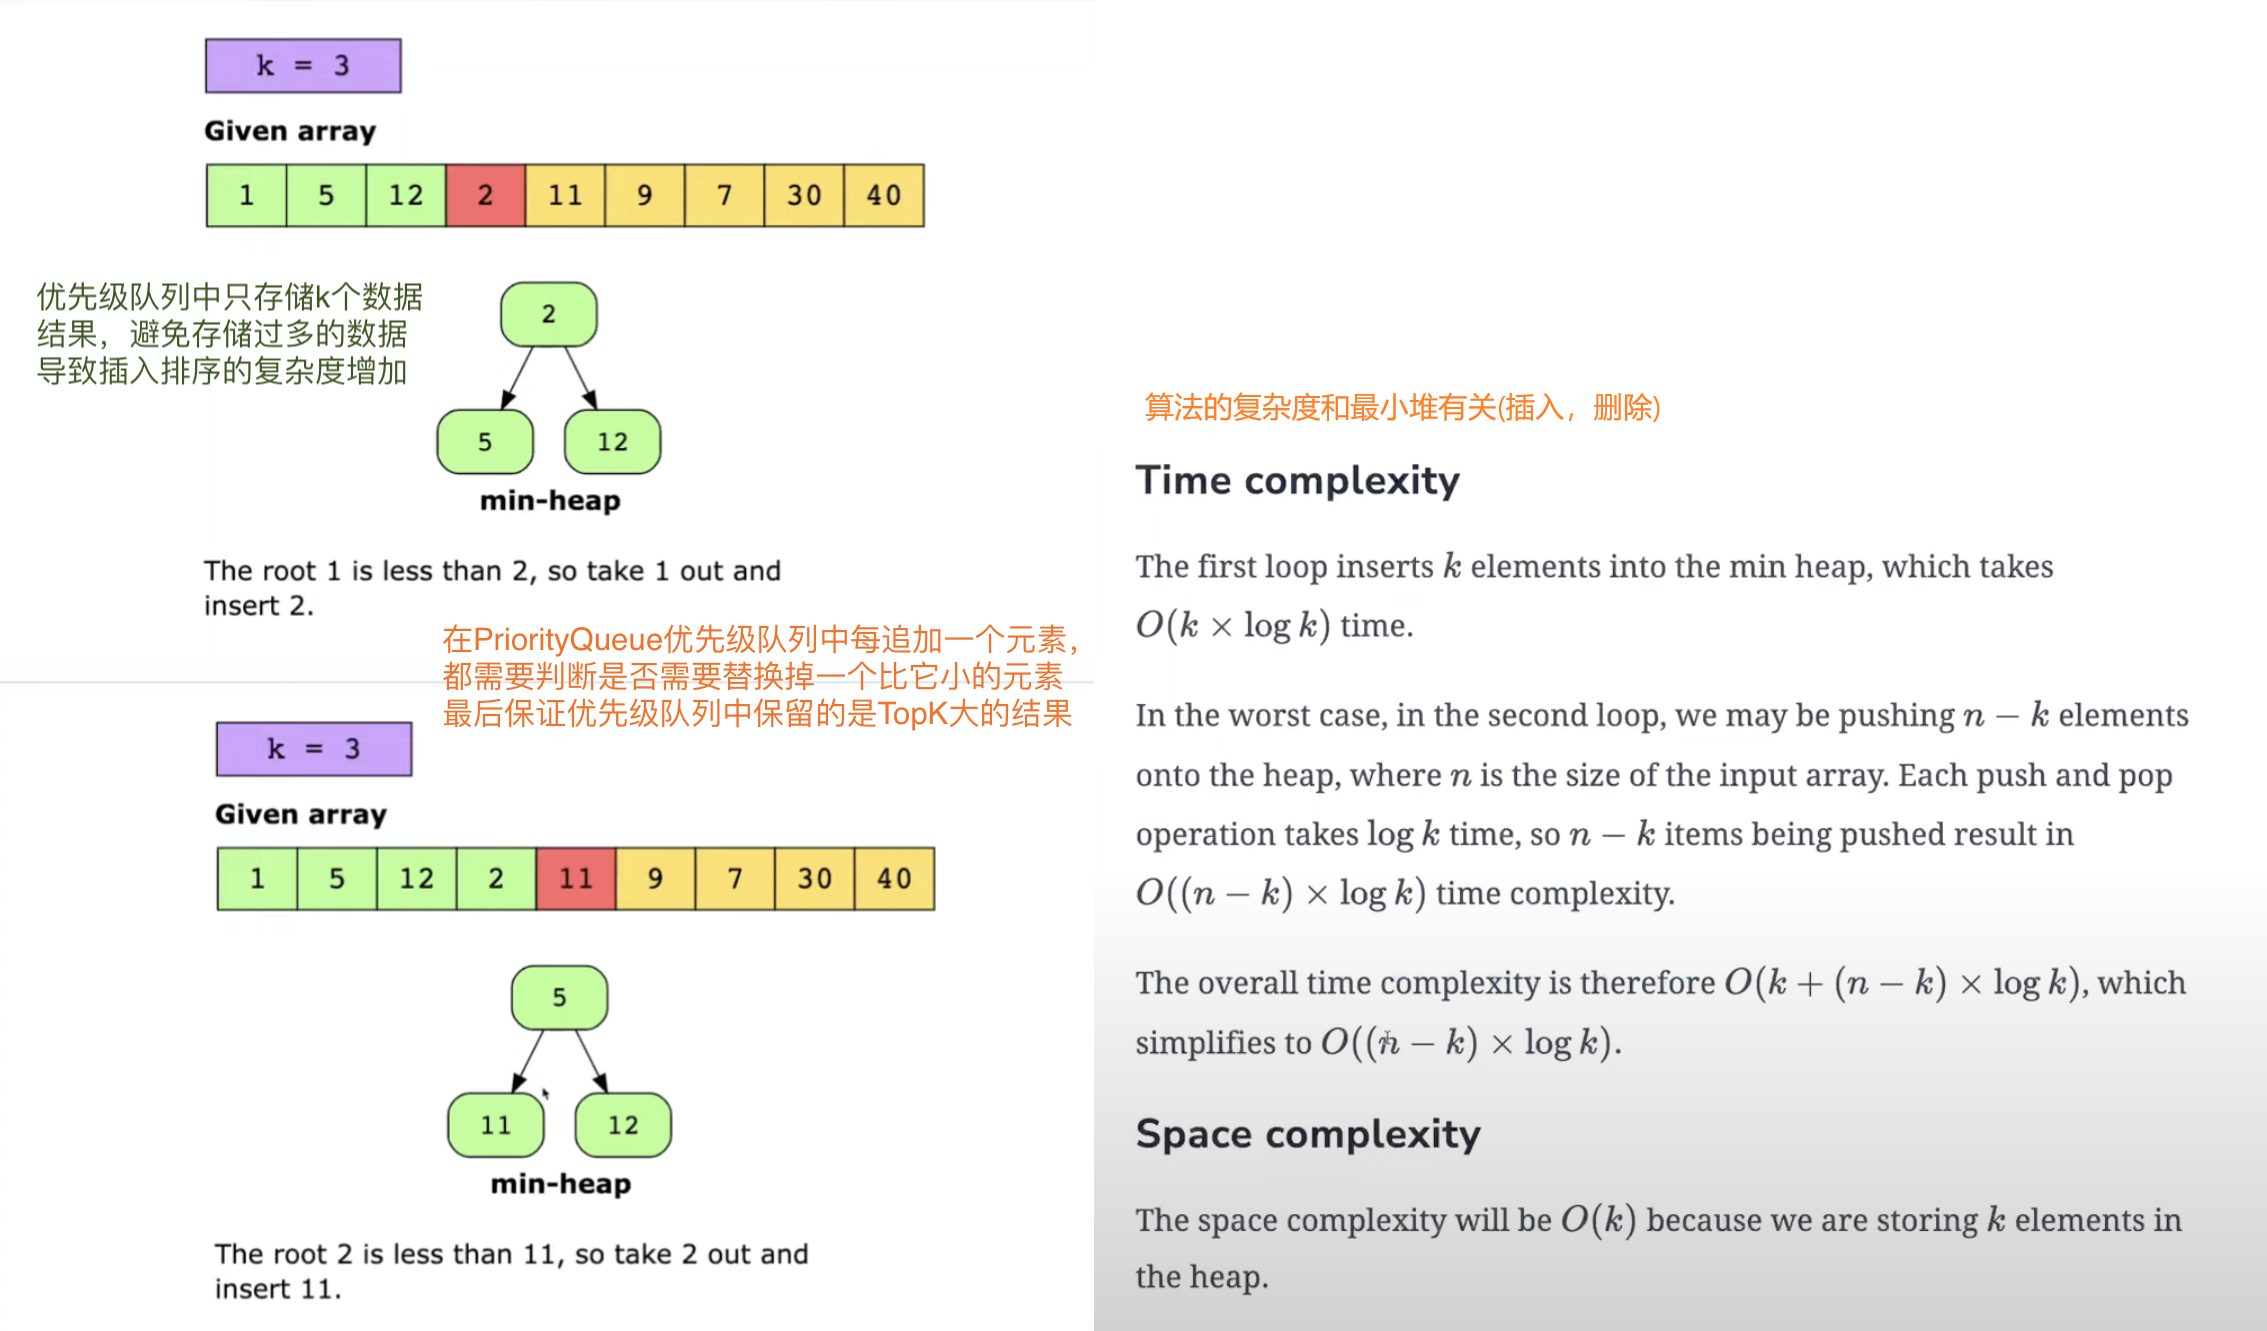 k = 3
Given array
1 5 12 2 11 9 7 30 40
优先级队列中只存储k个数据
结果，避免存储过多的数据
导致插入排序的复杂度增加
2
5 12
min-heap
The root 1 is less than 2, so take 1 out and
insert 2.
在PriorityQueue优先级队列中每追加一个元素，
都需要判断是否需要替换掉一个比它小的元素
最后保证优先级队列中保留的是TopK大的结果
k = 3
Given array
1 5 12 2 11 9 7 30 40
5
11 12
min-heap
The root 2 is less than 11, so take 2 out and
insert 11.
算法的复杂度和最小堆有关(插入，删除)
Time complexity
The first loop inserts k elements into the min heap, which takes
O(k × log k) time.
In the worst case, in the second loop, we may be pushing n − k elements
onto the heap, where n is the size of the input array. Each push and pop
operation takes log k time, so n − k items being pushed result in
O((n − k) × log k) time complexity.
The overall time complexity is therefore O(k + (n − k) × log k), which
simplifies to O((n − k) × log k).
Space complexity
The space complexity will be O(k) because we are storing k elements in
the heap.